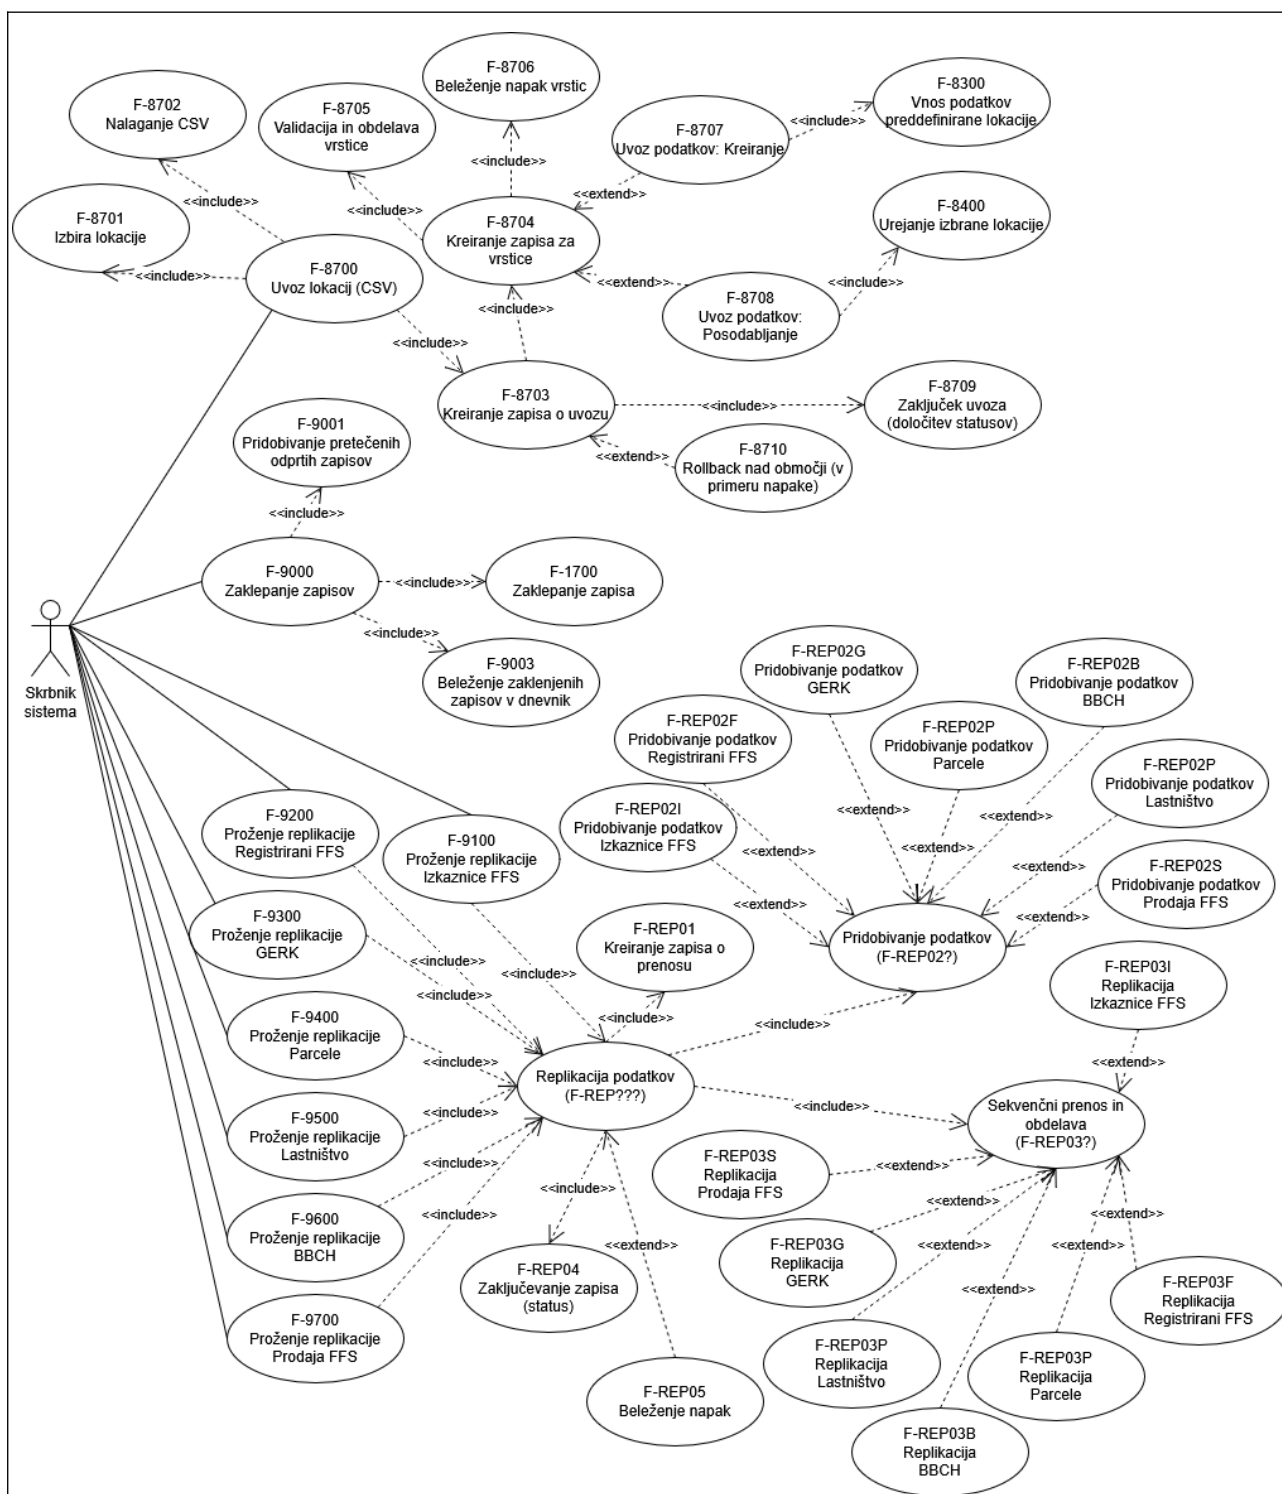 F-8706
Beleženje napak vrstic
F-8702
Nalaganje CSV
F-8705
Validacija in obdelava
vrstice
F-8707
Uvoz podatkov: Kreiranje
<<include>>
F-8300
Vnos podatkov
preddefinirane lokacije
<<include>>
<<extend>>
<<include>>
<<include>>
F-8701
Izbira lokacije
F-8704
Kreiranje zapisa za
vrstice
F-8400
Urejanje izbrane lokacije
<<include>>
F-8700
Uvoz lokacij (CSV)
<<extend>>
F-8708
Uvoz podatkov:
Posodabljanje
<<include>>
<<include>>
<<include>>
F-8703
Kreiranje zapisa o uvozu
<<include>>
F-8709
Zaključek uvoza
(določitev statusov)
F-9001
Pridobivanje pretečenih
odprtih zapisov
<<extend>>
F-8710
Rollback nad območji (v
primeru napake)
<<include>>
F-9000
Zaklepanje zapisov
<<include>>
F-1700
Zaklepanje zapisa
<<include>>
F-9003
Beleženje zaklenjenih
zapisov v dnevnik
Skrbnik
sistema
F-REP02G
Pridobivanje podatkov
GERK
F-REP02B
Pridobivanje podatkov
BBCH
F-REP02F
Pridobivanje podatkov
Registrirani FFS
F-REP02P
Pridobivanje podatkov
Parcele
F-REP02P
Pridobivanje podatkov
Lastništvo
F-REP02I
Pridobivanje podatkov
Izkaznice FFS
F-9200
Proženje replikacije
Registrirani FFS
F-9100
Proženje replikacije
Izkaznice FFS
<<extend>>
<<extend>>
<<extend>>
<<extend>>
<<extend>>
<<extend>>
<<extend>>
F-REP02S
Pridobivanje podatkov
Prodaja FFS
F-9300
Proženje replikacije
GERK
F-REP01
Kreiranje zapisa o
prenosu
Pridobivanje podatkov
(F-REP02?)
<<include>>
<<include>>
<<include>>
F-REP03I
Replikacija
Izkaznice FFS
<<include>>
<<include>>
F-9400
Proženje replikacije
Parcele
<<include>>
Replikacija podatkov
(F-REP???)
<<extend>>
<<include>>
Sekvenčni prenos in
obdelava
(F-REP03?)
F-9500
Proženje replikacije
Lastništvo
<<include>>
F-REP03S
Replikacija
Prodaja FFS
<<extend>>
<<include>>
<<include>>
<<include>>
F-9600
Proženje replikacije
BBCH
<<extend>>
F-REP03G
Replikacija
GERK
<<extend>>
<<extend>>
<<extend>>
<<extend>>
<<extend>>
F-REP04
Zaključevanje zapisa
(status)
F-REP03F
Replikacija
Registrirani FFS
F-9700
Proženje replikacije
Prodaja FFS
F-REP03P
Replikacija
Lastništvo
F-REP03P
Replikacija
Parcele
F-REP05
Beleženje napak
F-REP03B
Replikacija
BBCH